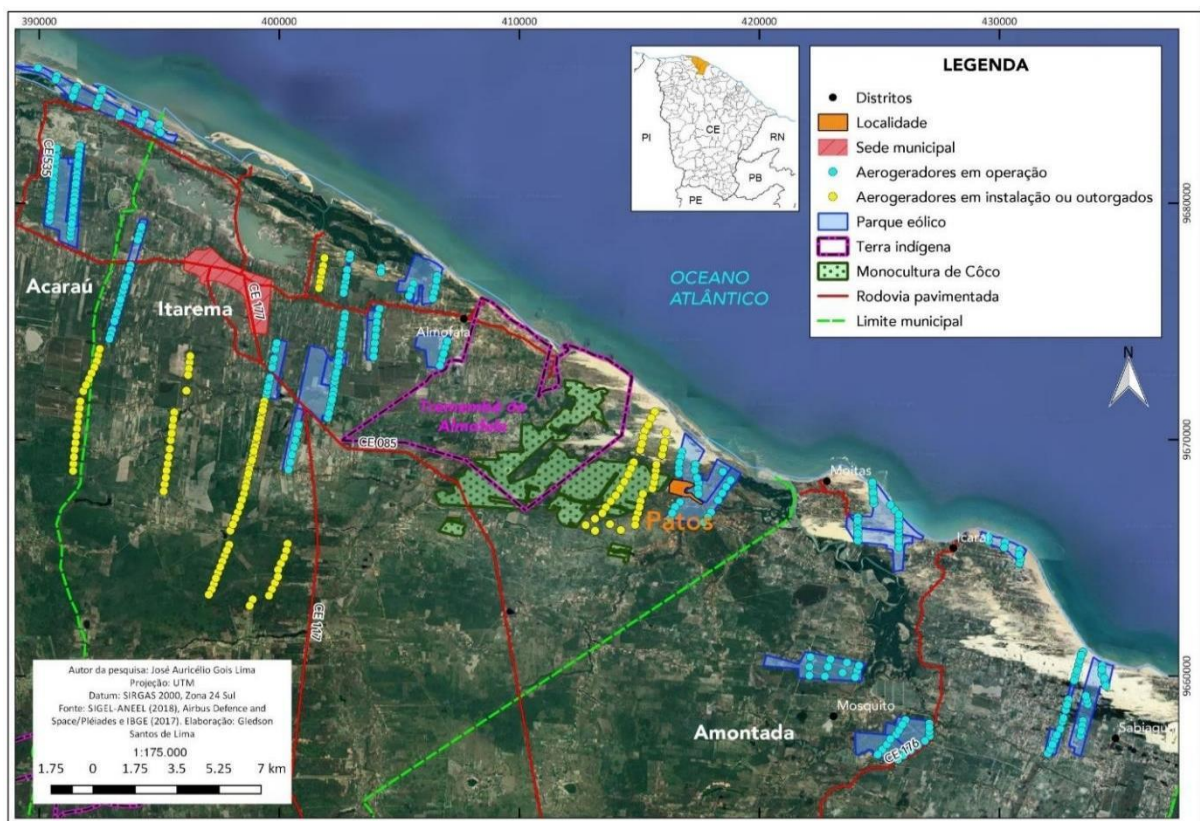 390000
400000
410000
420000
430000
PI
CE
RN
PB
PE
LEGENDA
Distritos
Localidade
Sede municipal
Aerogeradores em operação
Aerogeradores em instalação ou outorgados
Parque eólico
Terra indígena
Monocultura de Côco
Rodovia pavimentada
Limite municipal
CE 535
9680000
Acaraú
Itarema
CE 177
OCEANO
ATLÂNTICO
Almofala
N
Tremembé de
Almofala
CE 085
9670000
Moitas
Patos
Icaraí
CE 117
9660000
Mosquito
Amontada
CE 176
Autor da pesquisa: José Auricélio Gois Lima
Projeção: UTM
Datum: SIRGAS 2000, Zona 24 Sul
Fonte: SIGEL-ANEEL (2018), Airbus Defence and
Space/Pléiades e IBGE (2017). Elaboração: Gledson
Santos de Lima
1:175.000
1.75 0 1.75 3.5 5.25 7 km